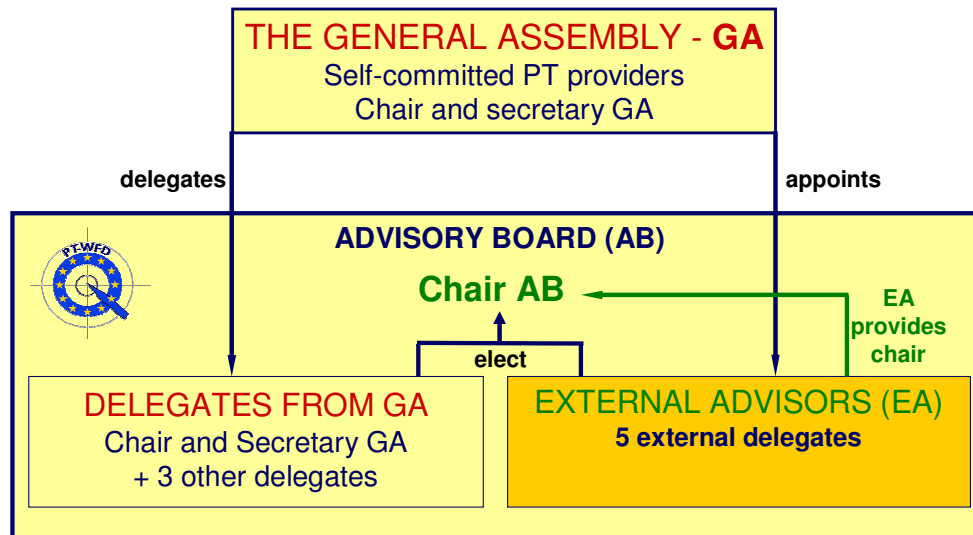 THE GENERAL ASSEMBLY - GA
Self-committed PT providers
Chair and secretary GA
delegates
appoints
PT-WFD
ADVISORY BOARD (AB)
Chair AB
EA
provides
chair
elect
DELEGATES FROM GA
Chair and Secretary GA
+ 3 other delegates
EXTERNAL ADVISORS (EA)
5 external delegates